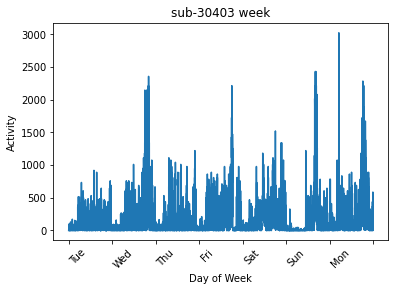 sub-30403 week
Activity
3000
2500
2000
1500
1000
500
0
Tue
Wed
Thu
Fri
Sat
Sun
Mon
Day of Week